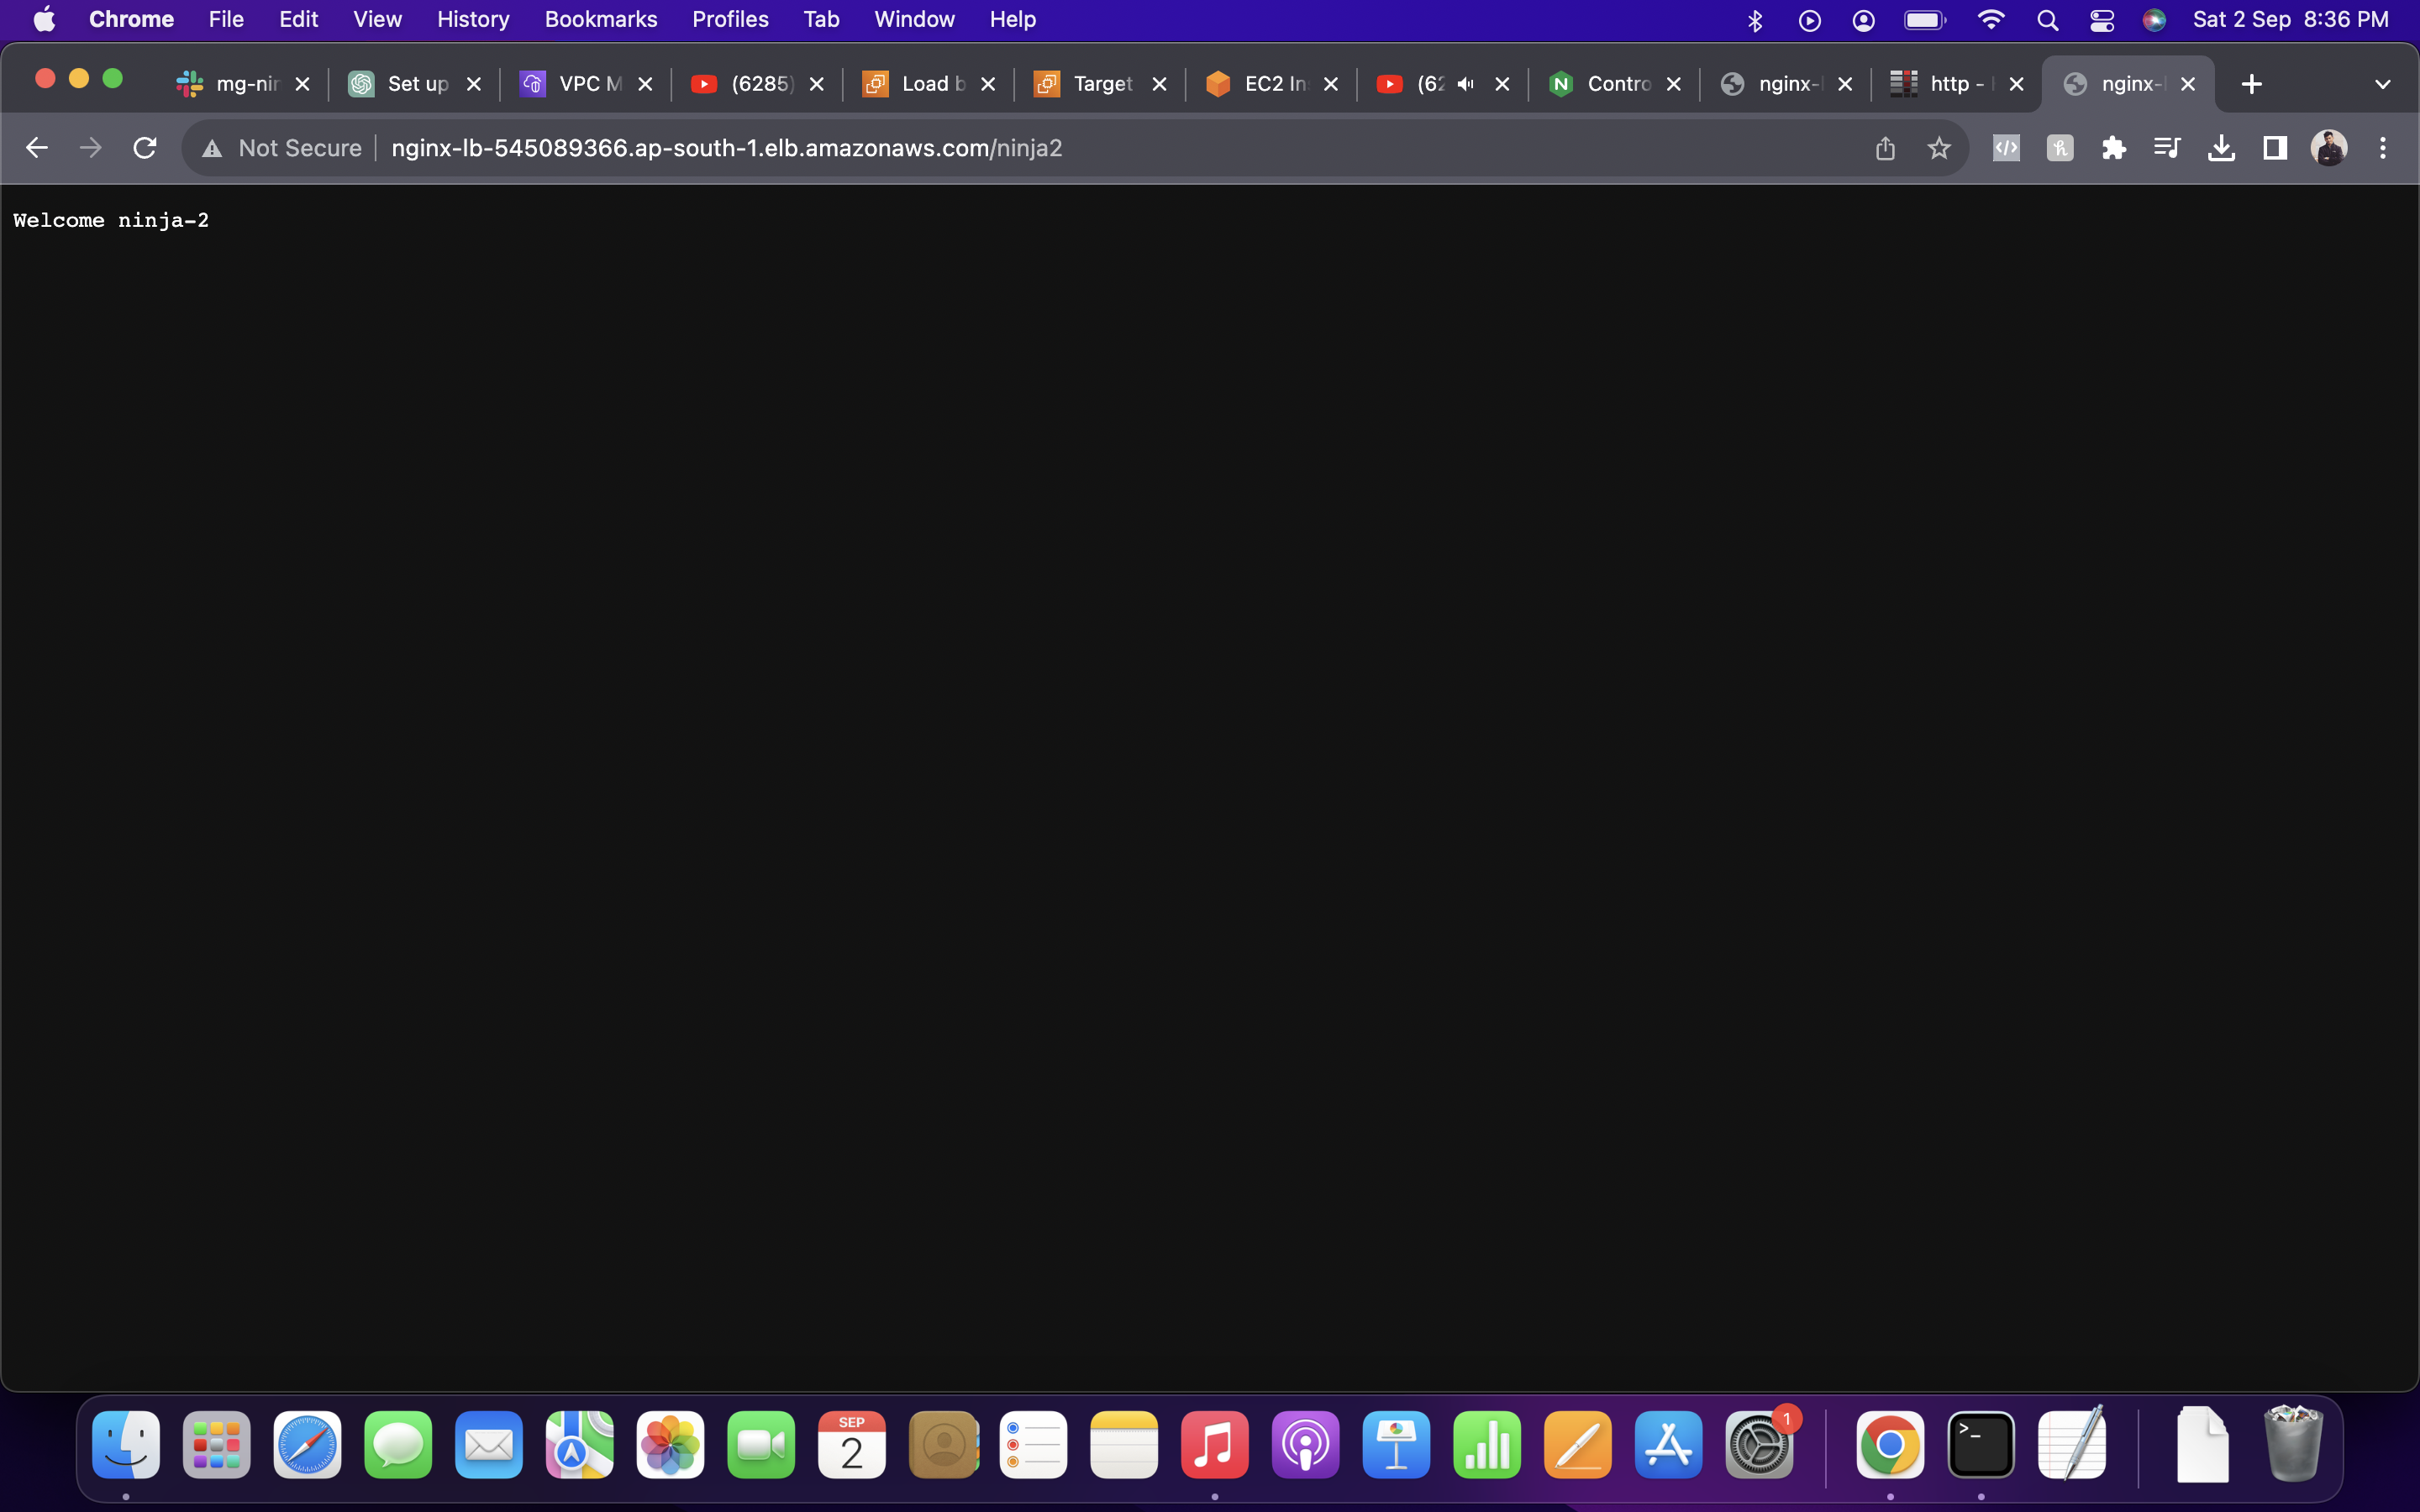 Chrome File Edit View History Bookmarks Profiles Tab Window Help Sat 2 Sep 8:36 PM
mg-nin Set up VPC M (6285) Load b Target EC2 In (62 Contro nginx-l http - nginx-l
Not Secure nginx-lb-545089366.ap-south-1.elb.amazonaws.com/ninja2
Welcome ninja-2
SEP
2
1
>_